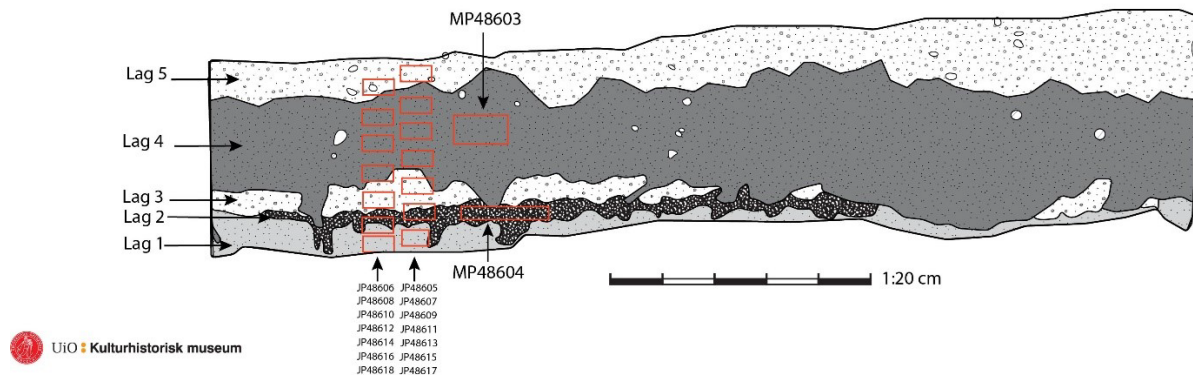 MP48603
Lag 5
Lag 4
Lag 3
Lag 2
Lag 1
MP48604
1:20 cm
JP48606 JP48605
JP48608 JP48607
JP48610 JP48609
JP48612 JP48611
JP48614 JP48613
JP48616 JP48615
JP48618 JP48617
UiO : Kulturhistorisk museum